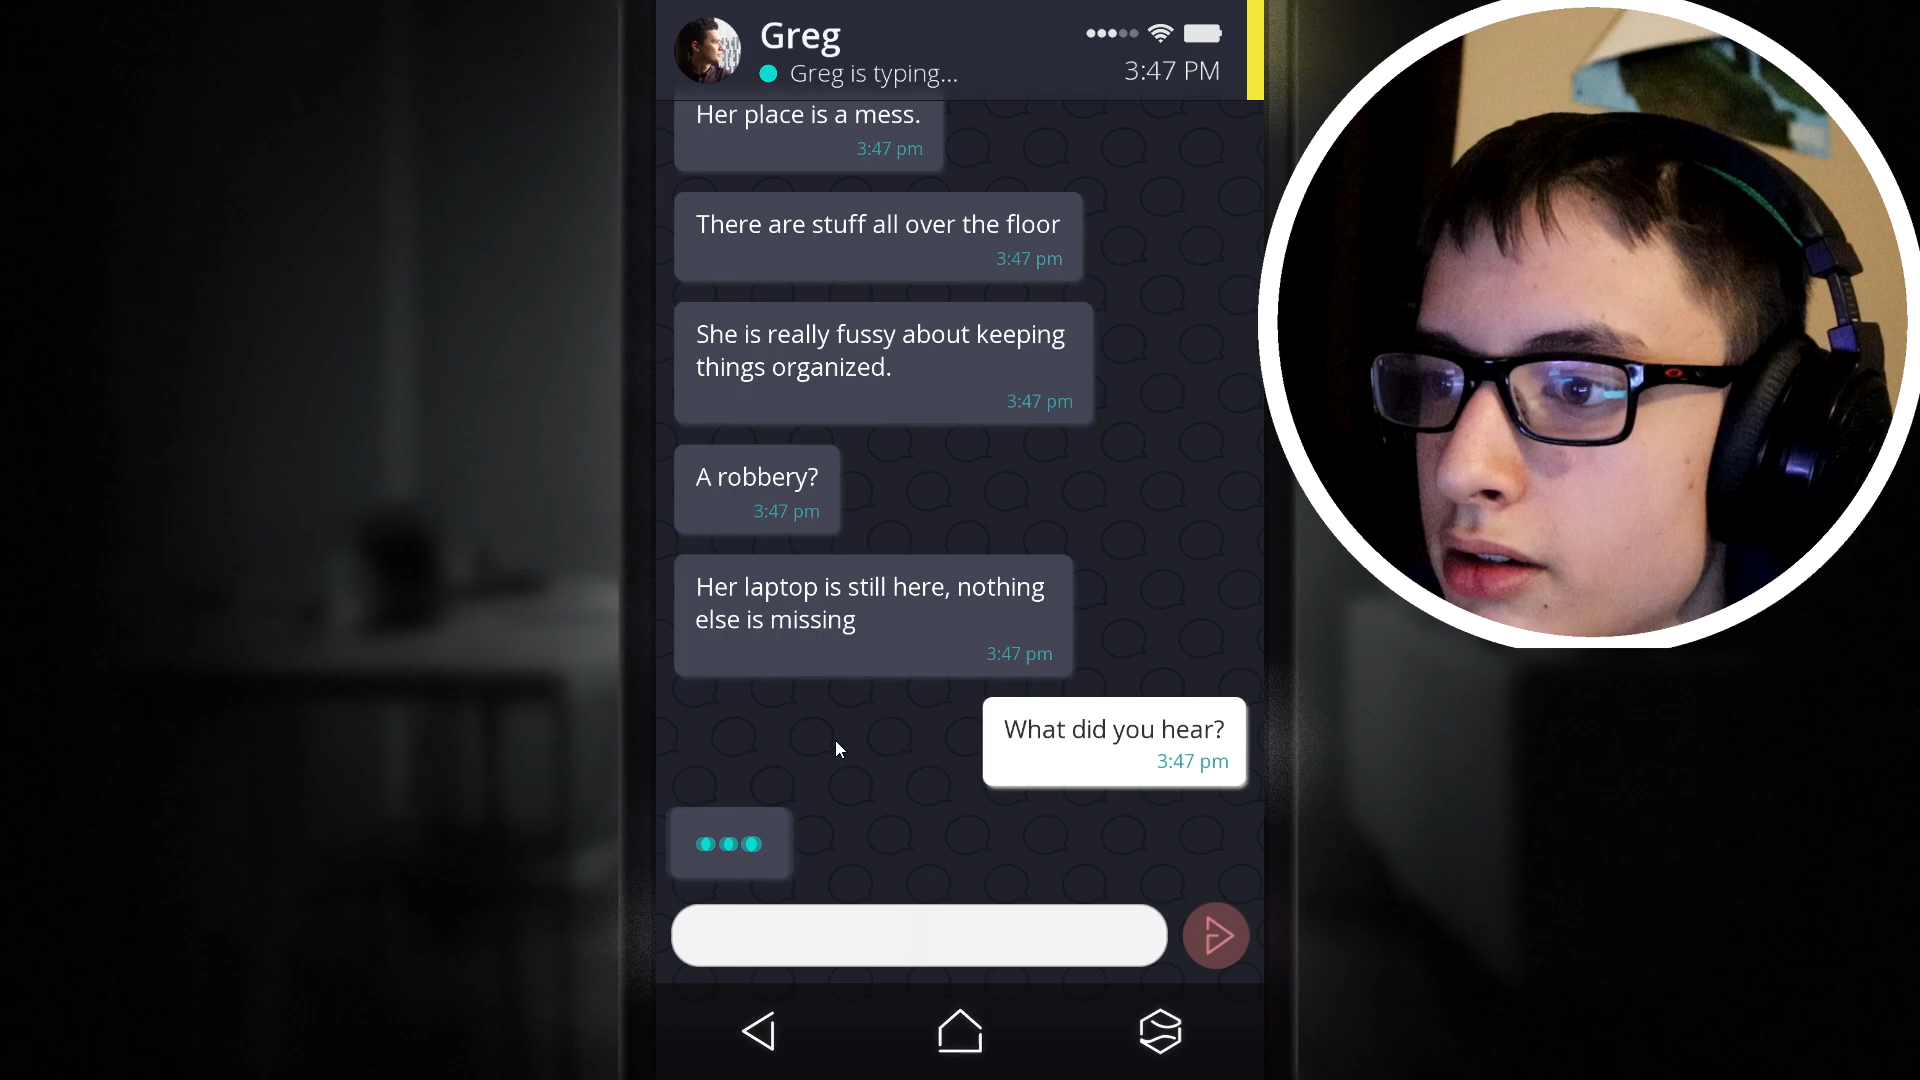 Greg
Greg is typing...
3:47 PM
Her place is a mess.
3:47 pm
There are stuff all over the floor
3:47 pm
She is really fussy about keeping
things organized.
3:47 pm
A robbery?
3:47 pm
Her laptop is still here, nothing
else is missing
3:47 pm
What did you hear?
3:47 pm